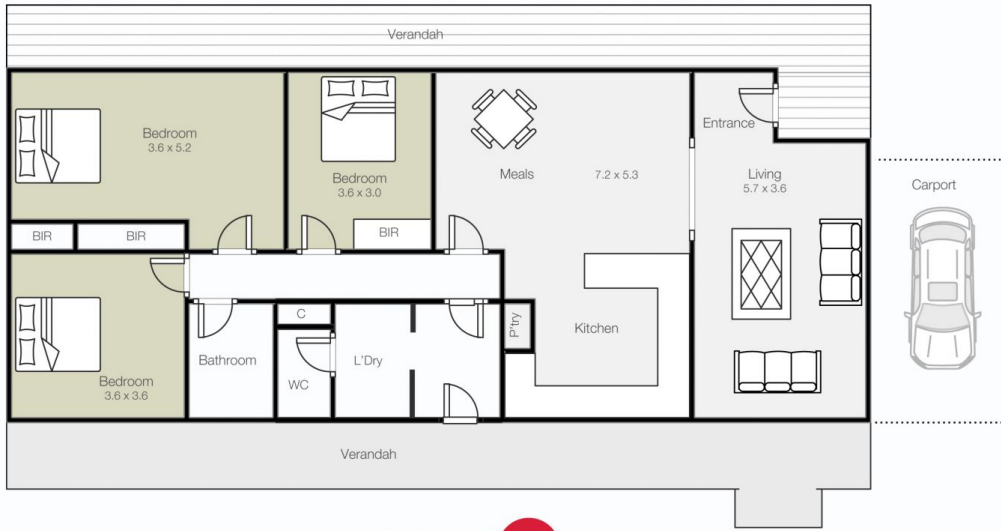 Verandah
Bedroom
3.6 x 5.2
Bedroom
3.6 x 3.0
Meals
7.2 x 5.3
Entrance
Living
5.7 x 3.6
Carport
BIR
BIR
BIR
Bedroom
3.6 x 3.6
Bathroom
C
WC
L'Dry
P'try
Kitchen
Verandah